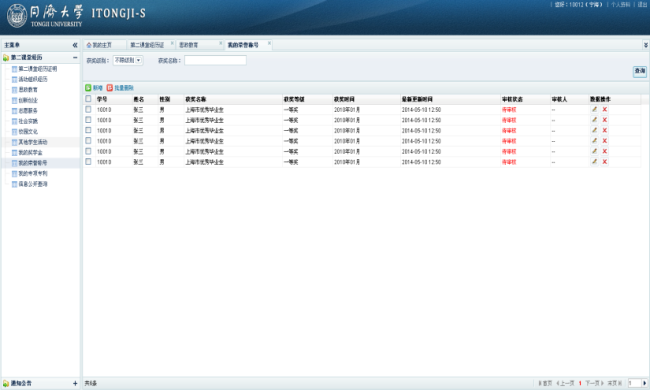 同濟大学 ITONGJI-S
TONGJI UNIVERSITY
您好：10013（学海） | 个人资料 | 退出
主菜单
我的主页 第二课堂经历证 思政教育 我的荣誉称号
第二课堂经历
第二课堂经历证明
活动组织经历
思政教育
创新创业
志愿服务
社会实践
校园文化
其他学生活动
我的奖学金
我的荣誉称号
我的专项专利
信息公开查询
获奖级别： 不限级别 获奖名称：
查询
新增 批量删除
学号 姓名 性别 获奖名称 获奖等级 获奖时间 最新更新时间 审核状态 审核人 数据操作
10013 张三 男 上海市优秀毕业生 一等奖 2010年01月 2014-05-10 12:50 待审核 --
10013 张三 男 上海市优秀毕业生 一等奖 2010年01月 2014-05-10 12:50 待审核 --
10013 张三 男 上海市优秀毕业生 一等奖 2010年01月 2014-05-10 12:50 待审核 --
10013 张三 男 上海市优秀毕业生 一等奖 2010年01月 2014-05-10 12:50 待审核 --
10013 张三 男 上海市优秀毕业生 一等奖 2010年01月 2014-05-10 12:50 待审核 --
10013 张三 男 上海市优秀毕业生 一等奖 2010年01月 2014-05-10 12:50 待审核 --
通知公告
共6条
首页 上一页 1 下一页 末页 1